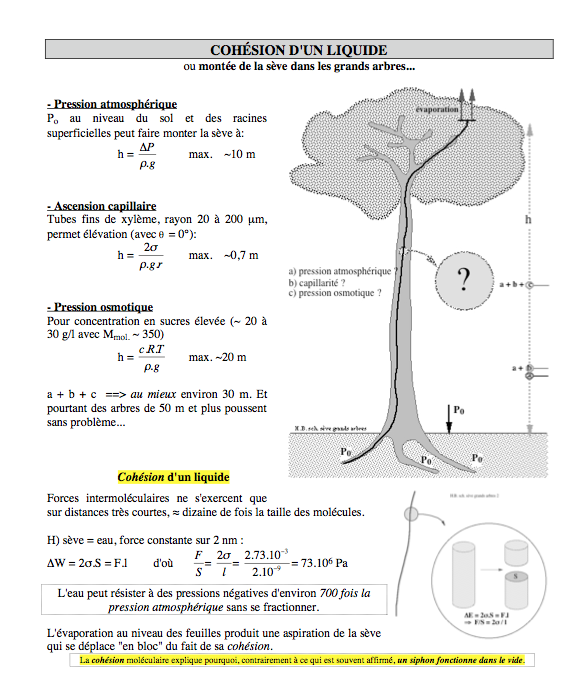 COHÉSION D'UN LIQUIDE
ou montée de la sève dans les grands arbres...
- Pression atmosphérique
Po au niveau du sol et des racines
superficielles peut faire monter la sève à:
h = ΔP / ρ.g max. ~10 m
- Ascension capillaire
Tubes fins de xylème, rayon 20 à 200 µm,
permet élévation (avec θ = 0°):
h = 2σ / ρ.g r max. ~0,7 m
- Pression osmotique
Pour concentration en sucres élevée (~ 20 à
30 g/l avec Mmol. ~ 350)
h = c RT / ρ.g max. ~20 m
a + b + c ==> au mieux environ 30 m. Et
pourtant des arbres de 50 m et plus poussent
sans problème...
évaporation
h
a) pression atmosphérique ?
b) capillarité ?
c) pression osmotique ?
?
a + b +
a +
Po
N.B. sch. sève grands arbres
Po
Po
Po
Cohésion d'un liquide
Forces intermoléculaires ne s'exercent que
sur distances très courtes, ≈ dizaine de fois la taille des molécules.
H) sève = eau, force constante sur 2 nm :
ΔW = 2σ.S = F.l d'où F/S = 2σ/l = 2.73.10⁻³ / 2.10⁻⁹ = 73.10⁶ Pa
L'eau peut résister à des pressions négatives d'environ 700 fois la
pression atmosphérique sans se fractionner.
L'évaporation au niveau des feuilles produit une aspiration de la sève
qui se déplace "en bloc" du fait de sa cohésion.
S
ΔE = 2σ.S = F.l
⇒ F/S = 2σ/l
La cohésion moléculaire explique pourquoi, contrairement à ce qui est souvent affirmé, un siphon fonctionne dans le vide.